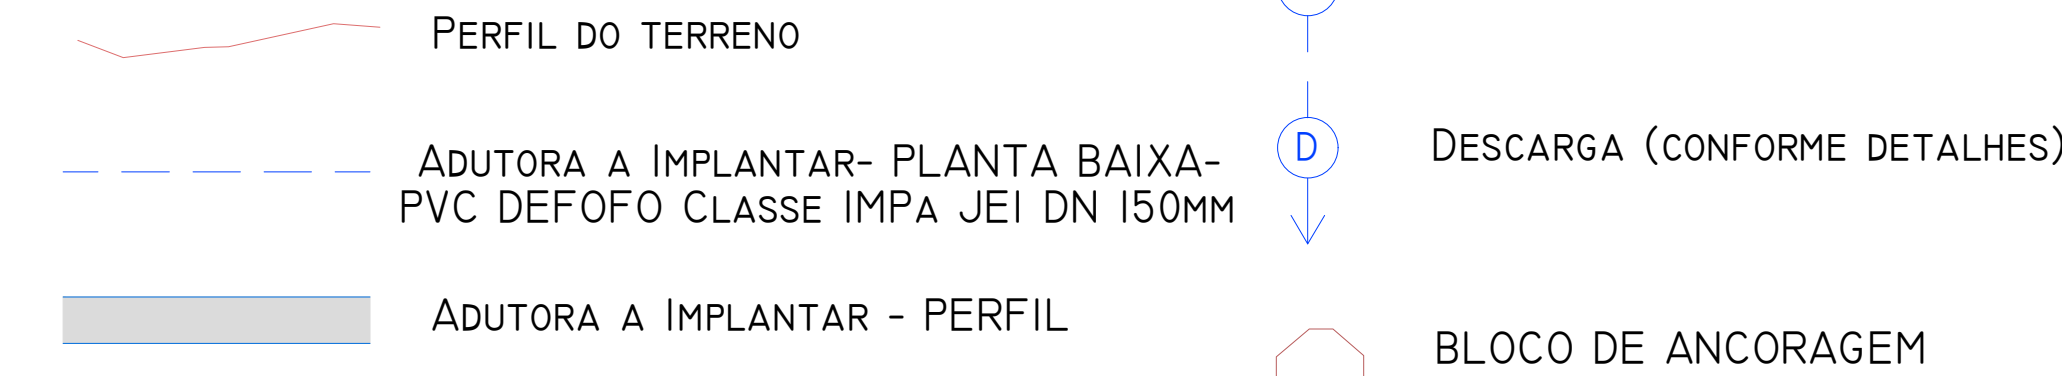 Perfil do terreno
Adutora a Implantar- PLANTA BAIXA-
PVC DEFOFO Classe 1MPa JEI DN 150mm
Adutora a Implantar - PERFIL
D
Descarga (conforme detalhes)
BLOCO DE ANCORAGEM